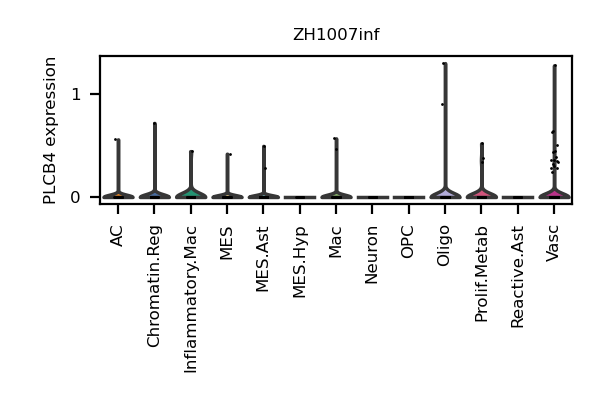 ZH1007inf
PLCB4 expression
1
0
AC
Chromatin.Reg
Inflammatory.Mac
MES
MES.Ast
MES.Hyp
Mac
Neuron
OPC
Oligo
Prolif.Metab
Reactive.Ast
Vasc